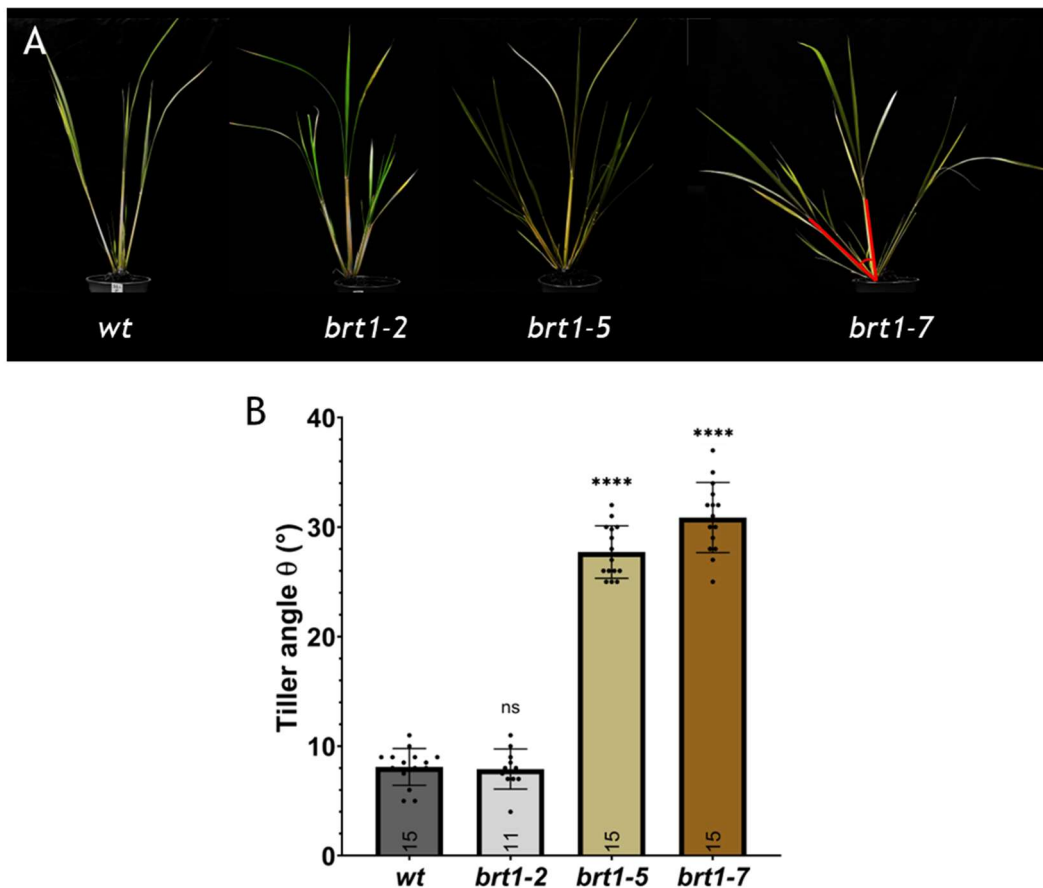 A
wt
brt1-2
brt1-5
brt1-7
B
Tiller angle θ (°)
40
30
20
10
0
ns
****
****
15
11
15
15
wt
brt1-2
brt1-5
brt1-7